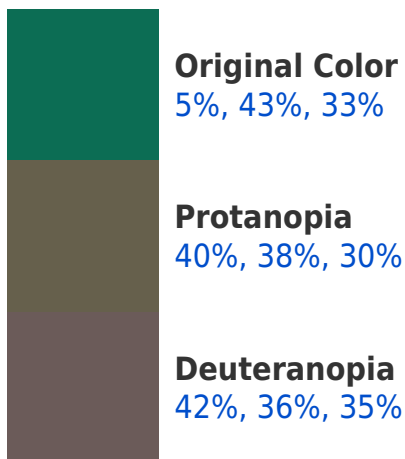 Original Color
5%, 43%, 33%
Protanopia
40%, 38%, 30%
Deuteranopia
42%, 36%, 35%